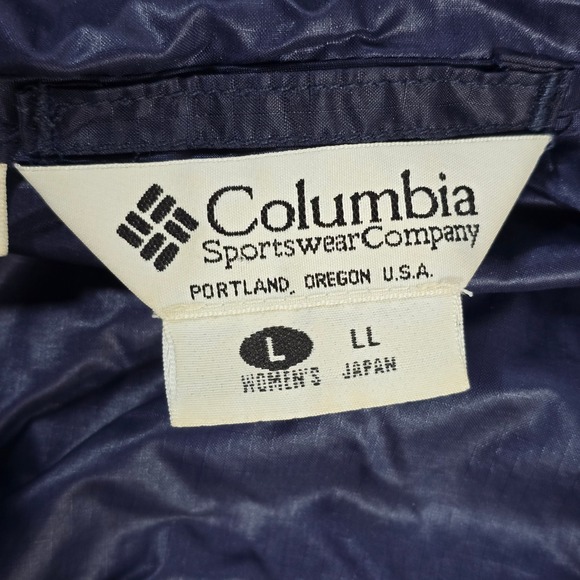 Columbia
SportswearCompany
PORTLAND, OREGON U.S.A.
L LL
WOMEN'S JAPAN